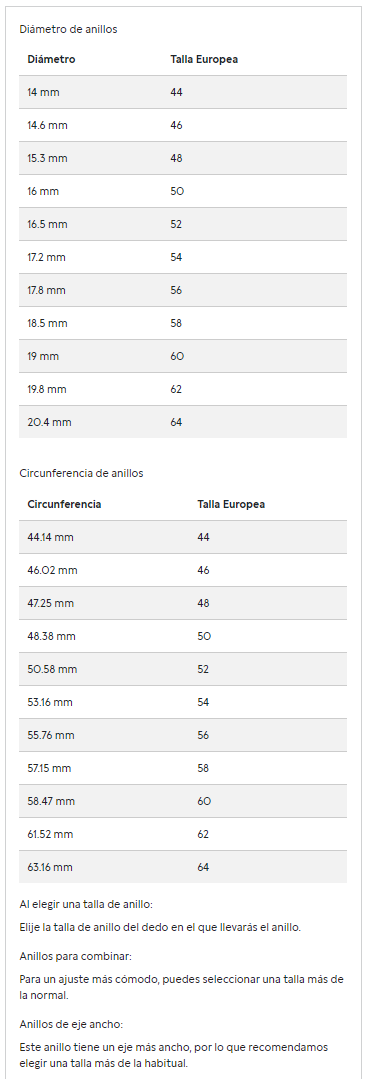 Diámetro de anillos
Diámetro Talla Europea
14 mm 44
14.6 mm 46
15.3 mm 48
16 mm 50
16.5 mm 52
17.2 mm 54
17.8 mm 56
18.5 mm 58
19 mm 60
19.8 mm 62
20.4 mm 64
Circunferencia de anillos
Circunferencia Talla Europea
44.14 mm 44
46.02 mm 46
47.25 mm 48
48.38 mm 50
50.58 mm 52
53.16 mm 54
55.76 mm 56
57.15 mm 58
58.47 mm 60
61.52 mm 62
63.16 mm 64
Al elegir una talla de anillo:
Elije la talla de anillo del dedo en el que llevarás el anillo.
Anillos para combinar:
Para un ajuste más cómodo, puedes seleccionar una talla más de
la normal.
Anillos de eje ancho:
Este anillo tiene un eje más ancho, por lo que recomendamos
elegir una talla más de la habitual.